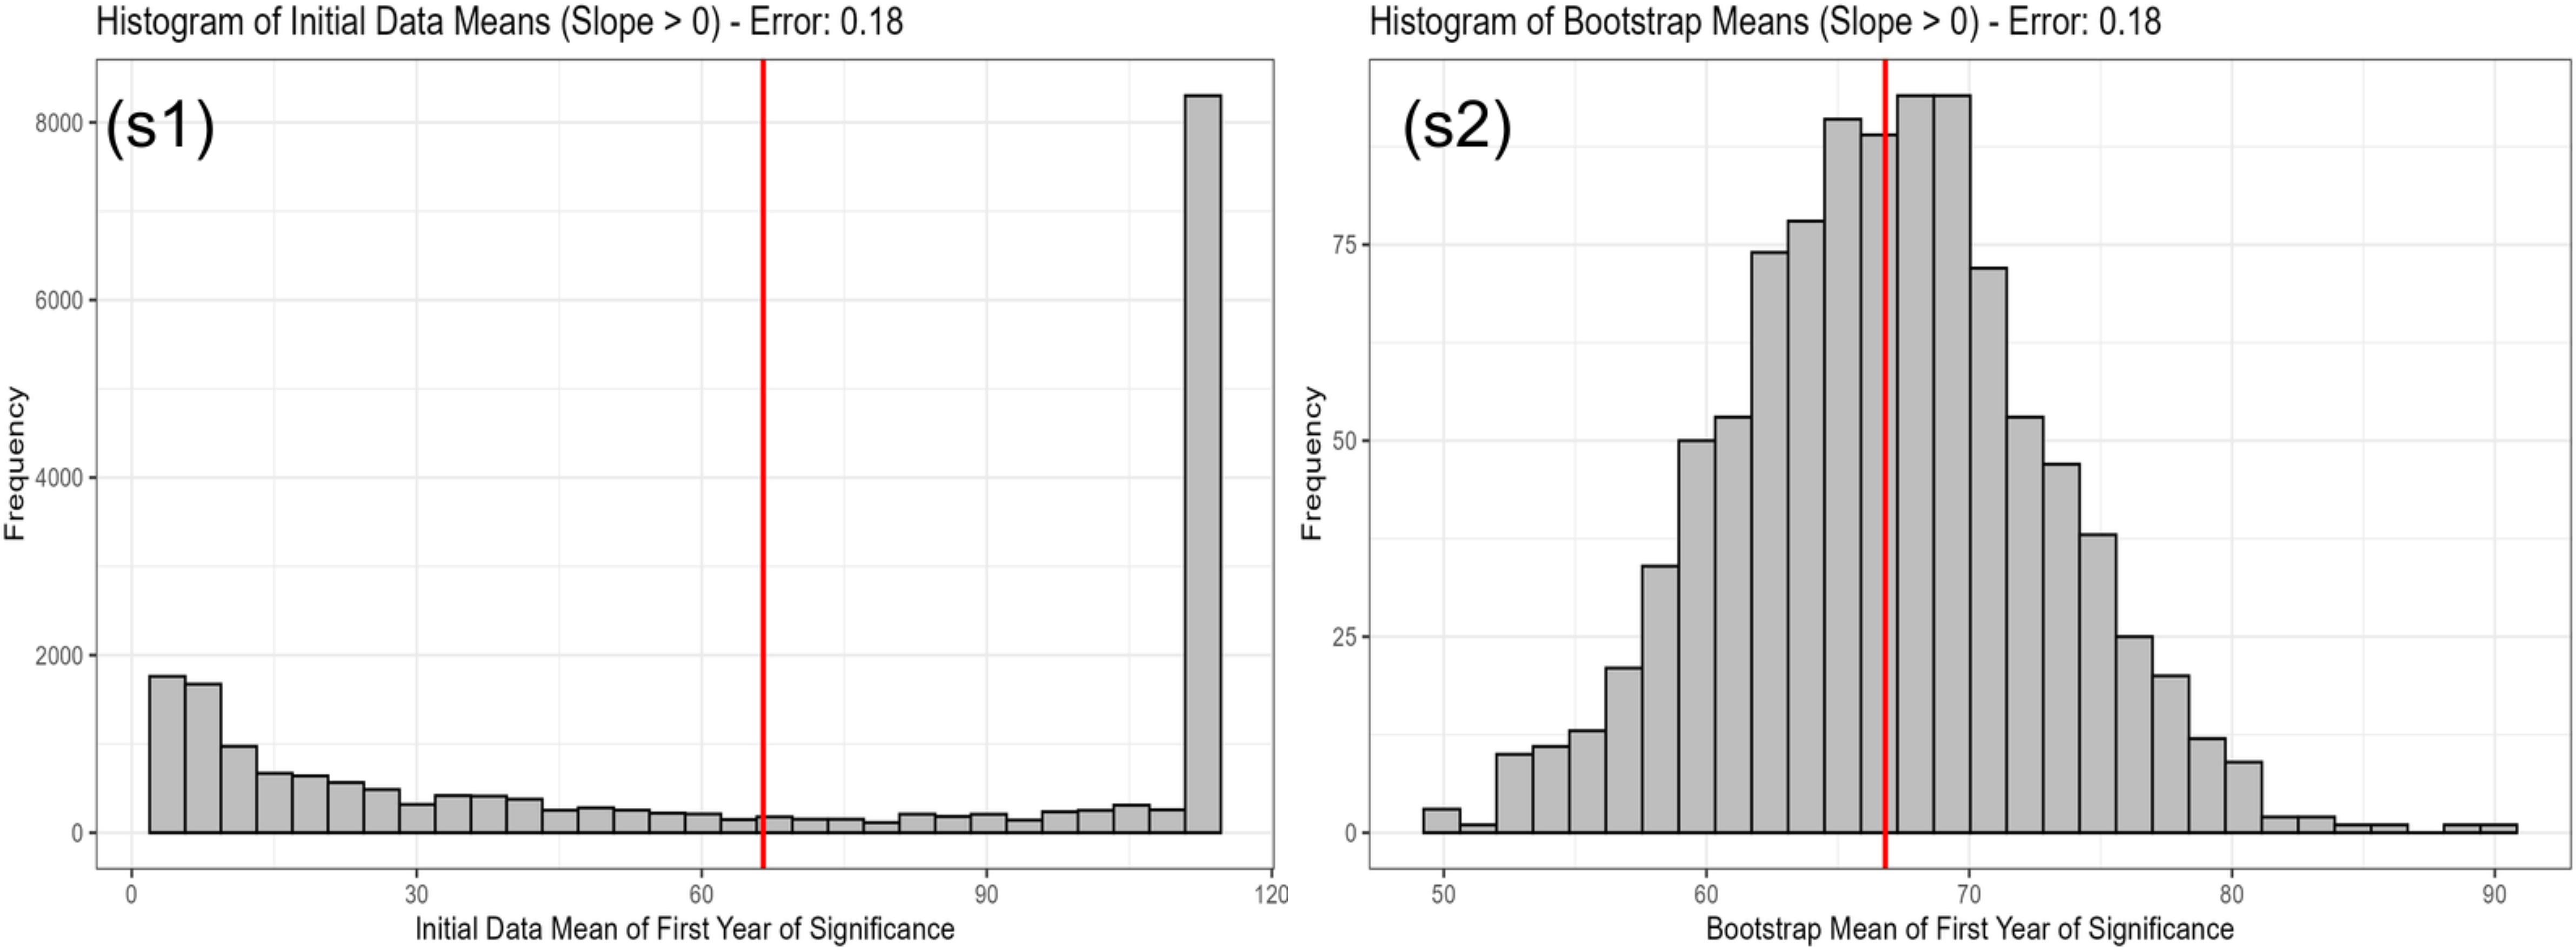 Histogram of Initial Data Means (Slope > 0) - Error: 0.18
(s1)
8000
6000
4000
2000
0
Frequency
0 30 60 90 120
Initial Data Mean of First Year of Significance
Histogram of Bootstrap Means (Slope > 0) - Error: 0.18
(s2)
75
50
25
0
Frequency
50 60 70 80 90
Bootstrap Mean of First Year of Significance